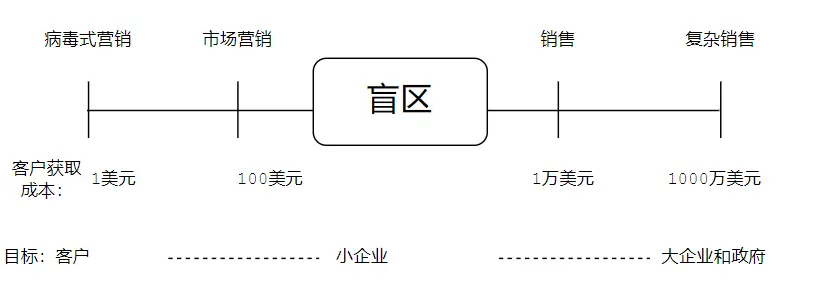 病毒式营销 市场营销 销售 复杂销售
盲区
客户获取
成本： 1美元 100美元 1万美元 1000万美元
目标：客户 小企业 大企业和政府